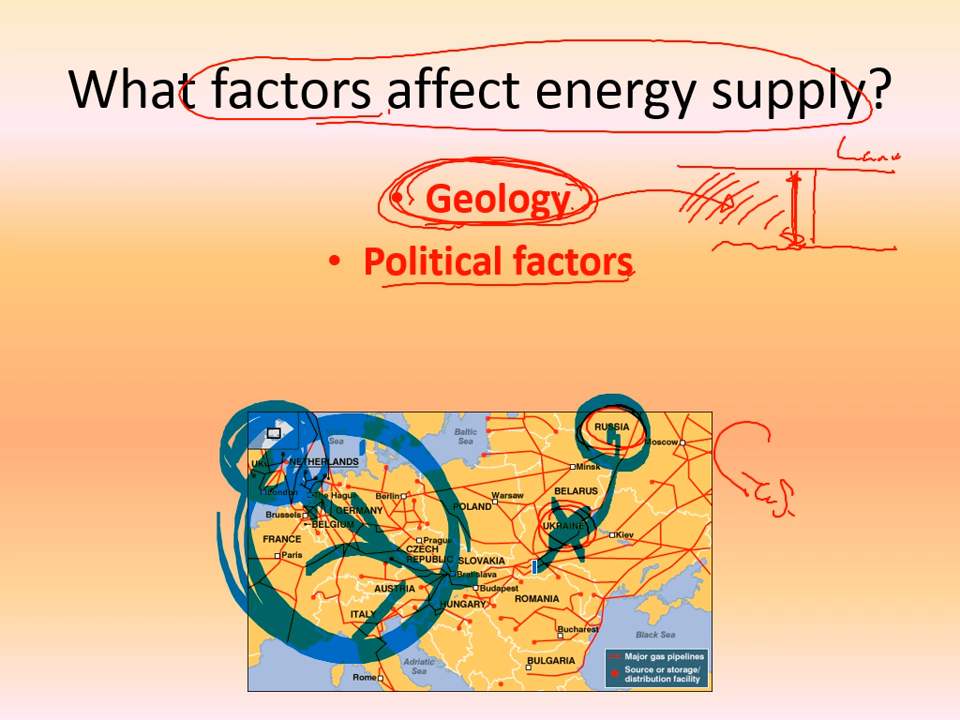 What factors affect energy supply?
• Geology
• Political factors
RUSSIA
Baltic
Sea
Sea
Moscow
UK
NETHERLANDS
Minsk
London
The Hague
Berlin
Warsaw
BELARUS
POLAND
GERMANY
Brussels
BELGIUM
UKRAINE
Kiev
FRANCE
Prague
Paris
CZECH
REPUBLIC
SLOVAKIA
Bratislava
AUSTRIA
Budapest
HUNGARY
ROMANIA
ITALY
Bucharest
Black Sea
Adriatic
Sea
BULGARIA
Rome
Major gas pipelines
Source or storage/
distribution facility